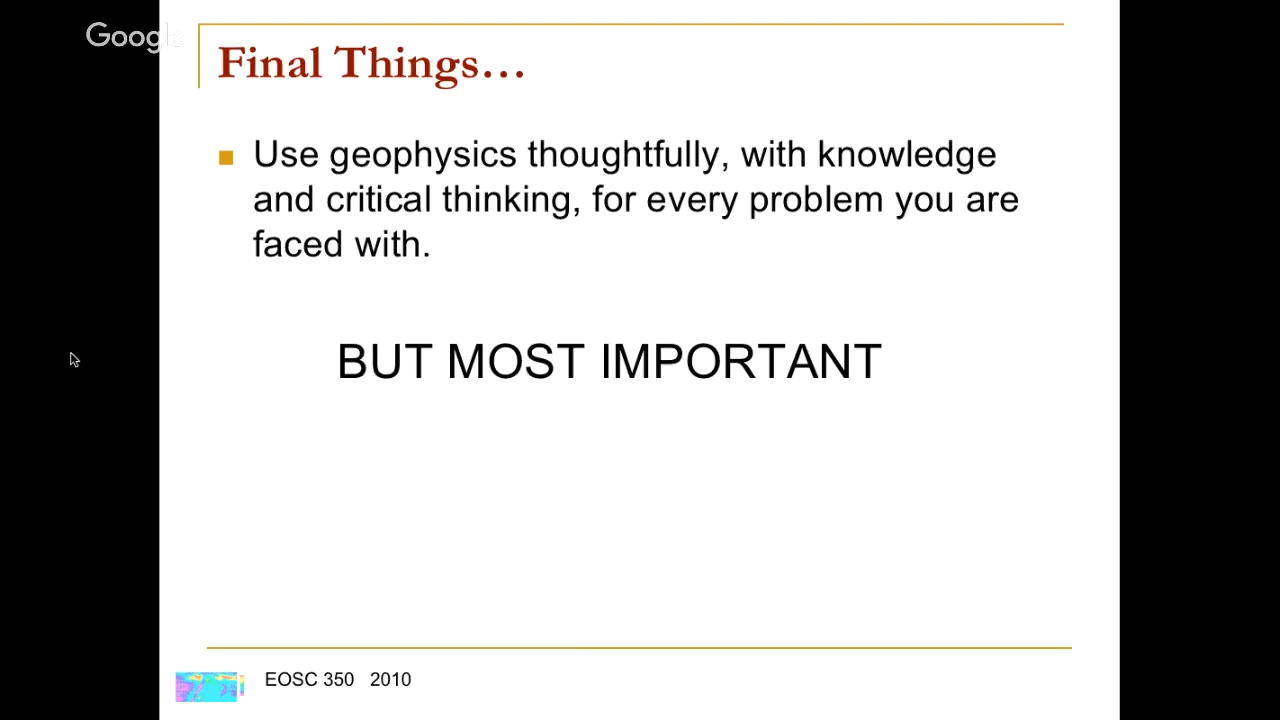 Google
Final Things…
Use geophysics thoughtfully, with knowledge
and critical thinking, for every problem you are
faced with.
BUT MOST IMPORTANT
EOSC 350 2010